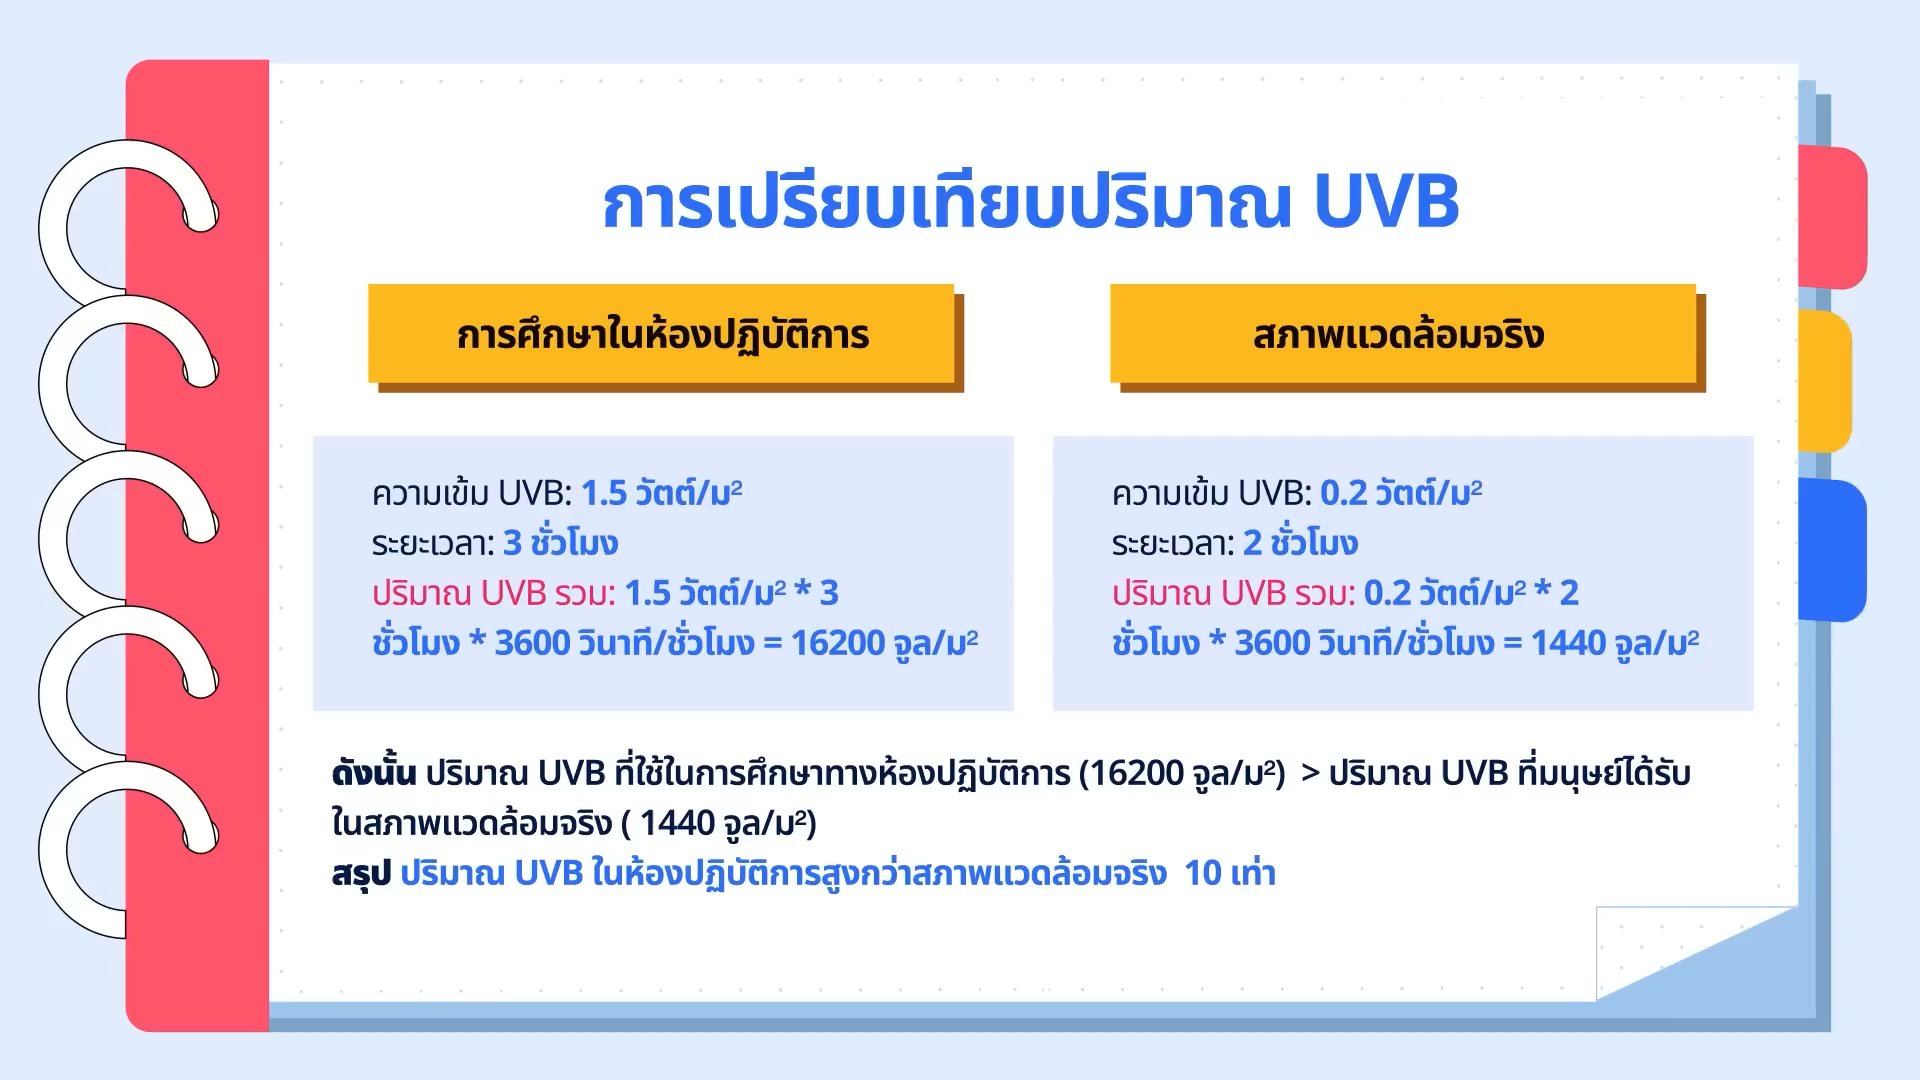 การเปรียบเทียบปริมาณ UVB
การศึกษาในห้องปฏิบัติการ
ความเข้ม UVB: 1.5 วัตต์/ม²
ระยะเวลา: 3 ชั่วโมง
ปริมาณ UVB รวม: 1.5 วัตต์/ม² * 3
ชั่วโมง * 3600 วินาที/ชั่วโมง = 16200 จูล/ม²
สภาพแวดล้อมจริง
ความเข้ม UVB: 0.2 วัตต์/ม²
ระยะเวลา: 2 ชั่วโมง
ปริมาณ UVB รวม: 0.2 วัตต์/ม² * 2
ชั่วโมง * 3600 วินาที/ชั่วโมง = 1440 จูล/ม²
ดังนั้น ปริมาณ UVB ที่ใช้ในการศึกษาทางห้องปฏิบัติการ (16200 จูล/ม²) > ปริมาณ UVB ที่มนุษย์ได้รับ
ในสภาพแวดล้อมจริง ( 1440 จูล/ม²)
สรุป ปริมาณ UVB ในห้องปฏิบัติการสูงกว่าสภาพแวดล้อมจริง 10 เท่า